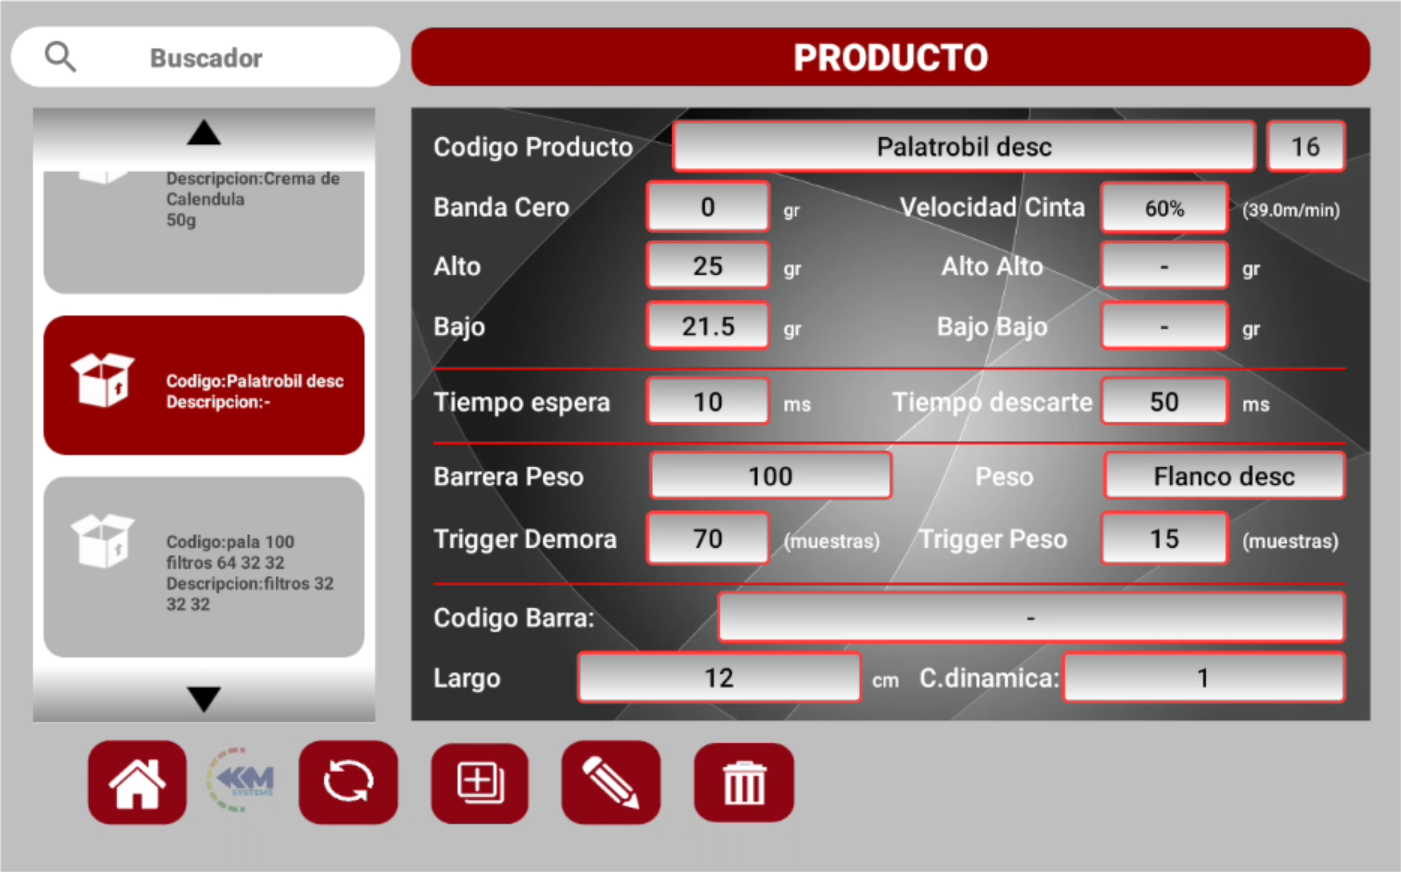 Buscador
PRODUCTO
Descripcion:Crema de
Calendula
50g
Codigo:Palatrobil desc
Descripcion:-
Codigo:pala 100
filtros 64 32 32
Descripcion:filtros 32
32 32
Codigo Producto Palatrobil desc 16
Banda Cero 0 gr Velocidad Cinta 60% (39.0m/min)
Alto 25 gr Alto Alto - gr
Bajo 21.5 gr Bajo Bajo - gr
Tiempo espera 10 ms Tiempo descarte 50 ms
Barrera Peso 100 Peso Flanco desc
Trigger Demora 70 (muestras) Trigger Peso 15 (muestras)
Codigo Barra: -
Largo 12 cm C.dinamica: 1
KM
SYSTEMS